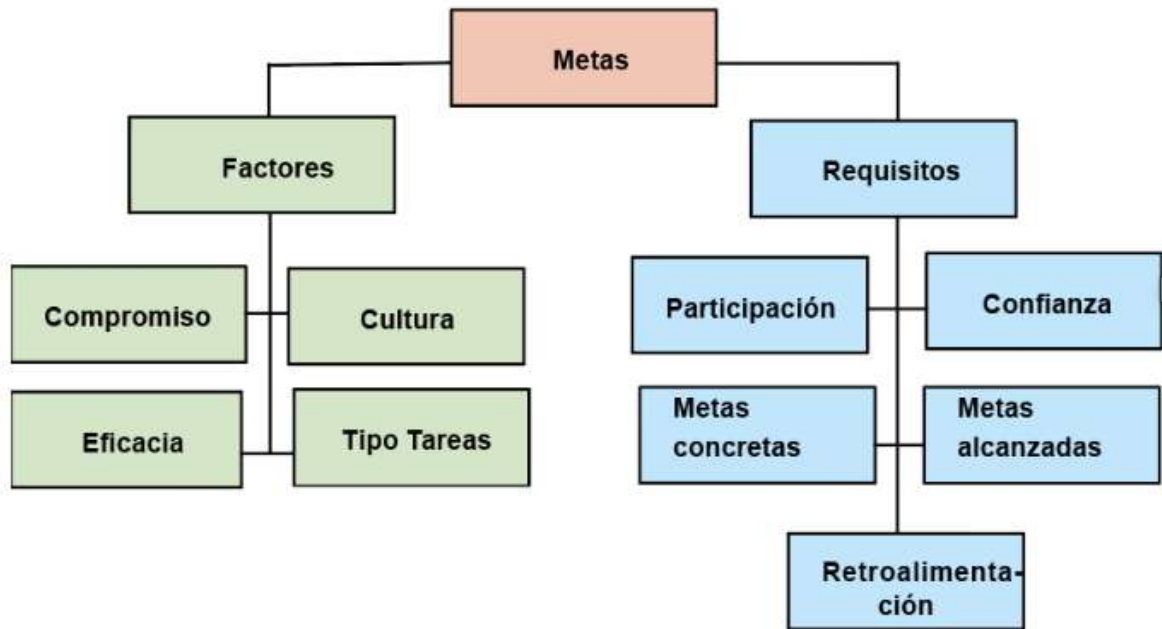 Metas
Factores
Requisitos
Compromiso
Cultura
Eficacia
Tipo Tareas
Participación
Confianza
Metas
concretas
Metas
alcanzadas
Retroalimenta-
ción